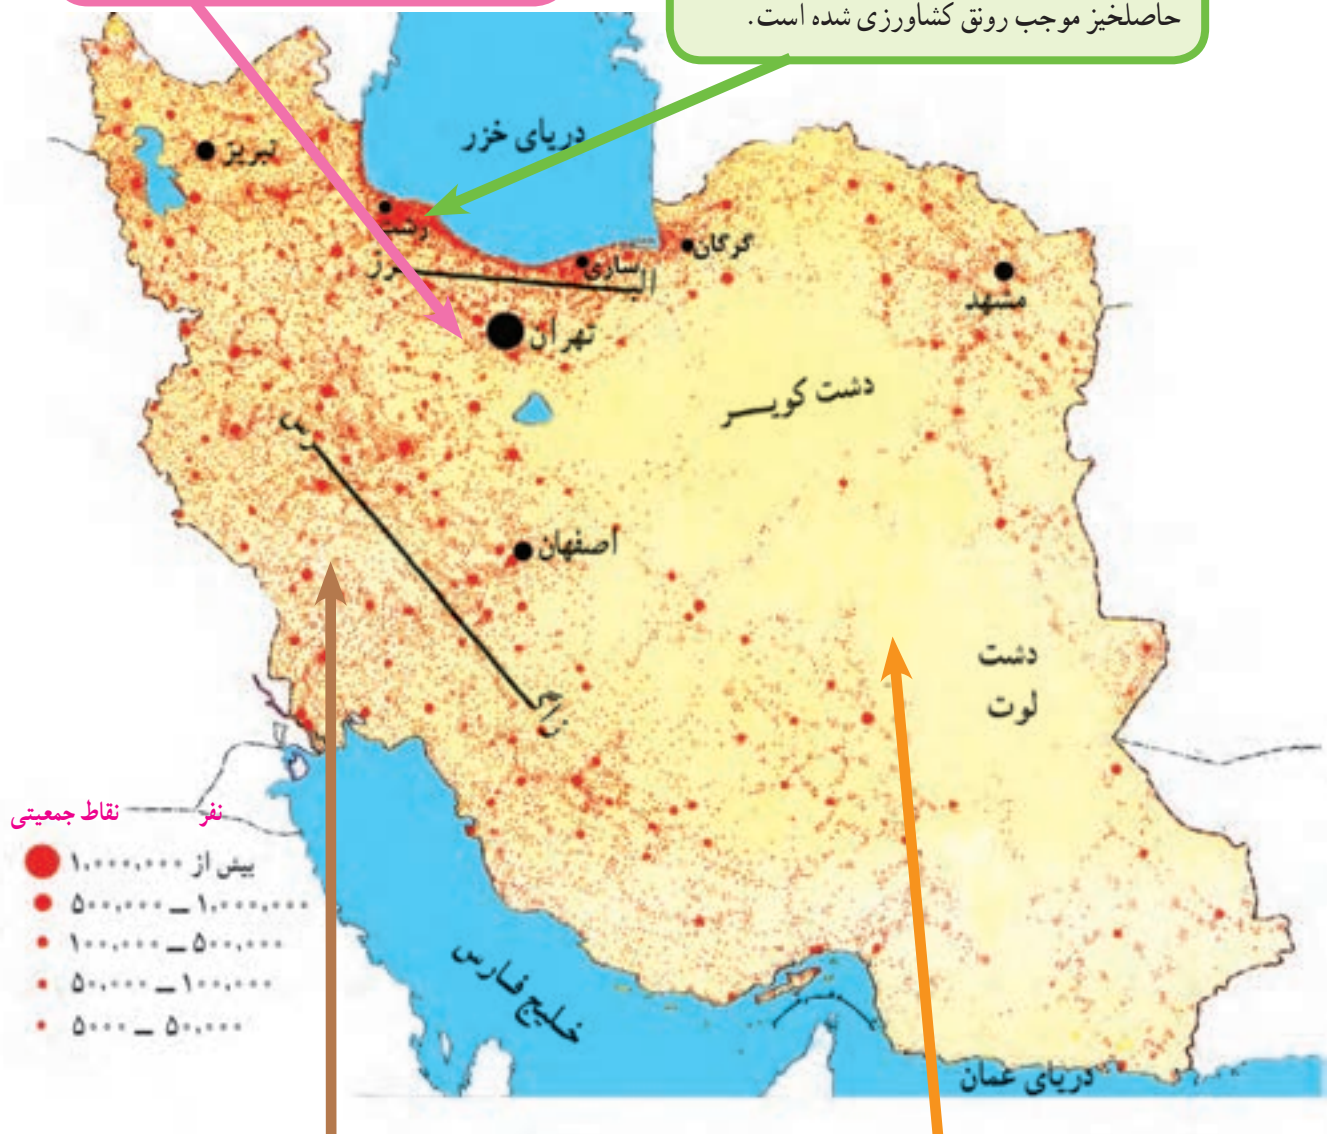 حاصلخیز موجب رونق کشاورزی شده است.
دریای خزر
تبریز
رشت
ساری
گرگان
البرز
مشهد
تهران
دشت کویر
زاگرس
اصفهان
دشت
لوت
نقاط جمعیتی نفر
بیش از ۱،۰۰۰،۰۰۰
۵۰۰،۰۰۰ – ۱،۰۰۰،۰۰۰
۱۰۰،۰۰۰ – ۵۰۰،۰۰۰
۵۰،۰۰۰ – ۱۰۰،۰۰۰
۵۰۰۰ – ۵۰،۰۰۰
خلیج فارس
دریای عمان